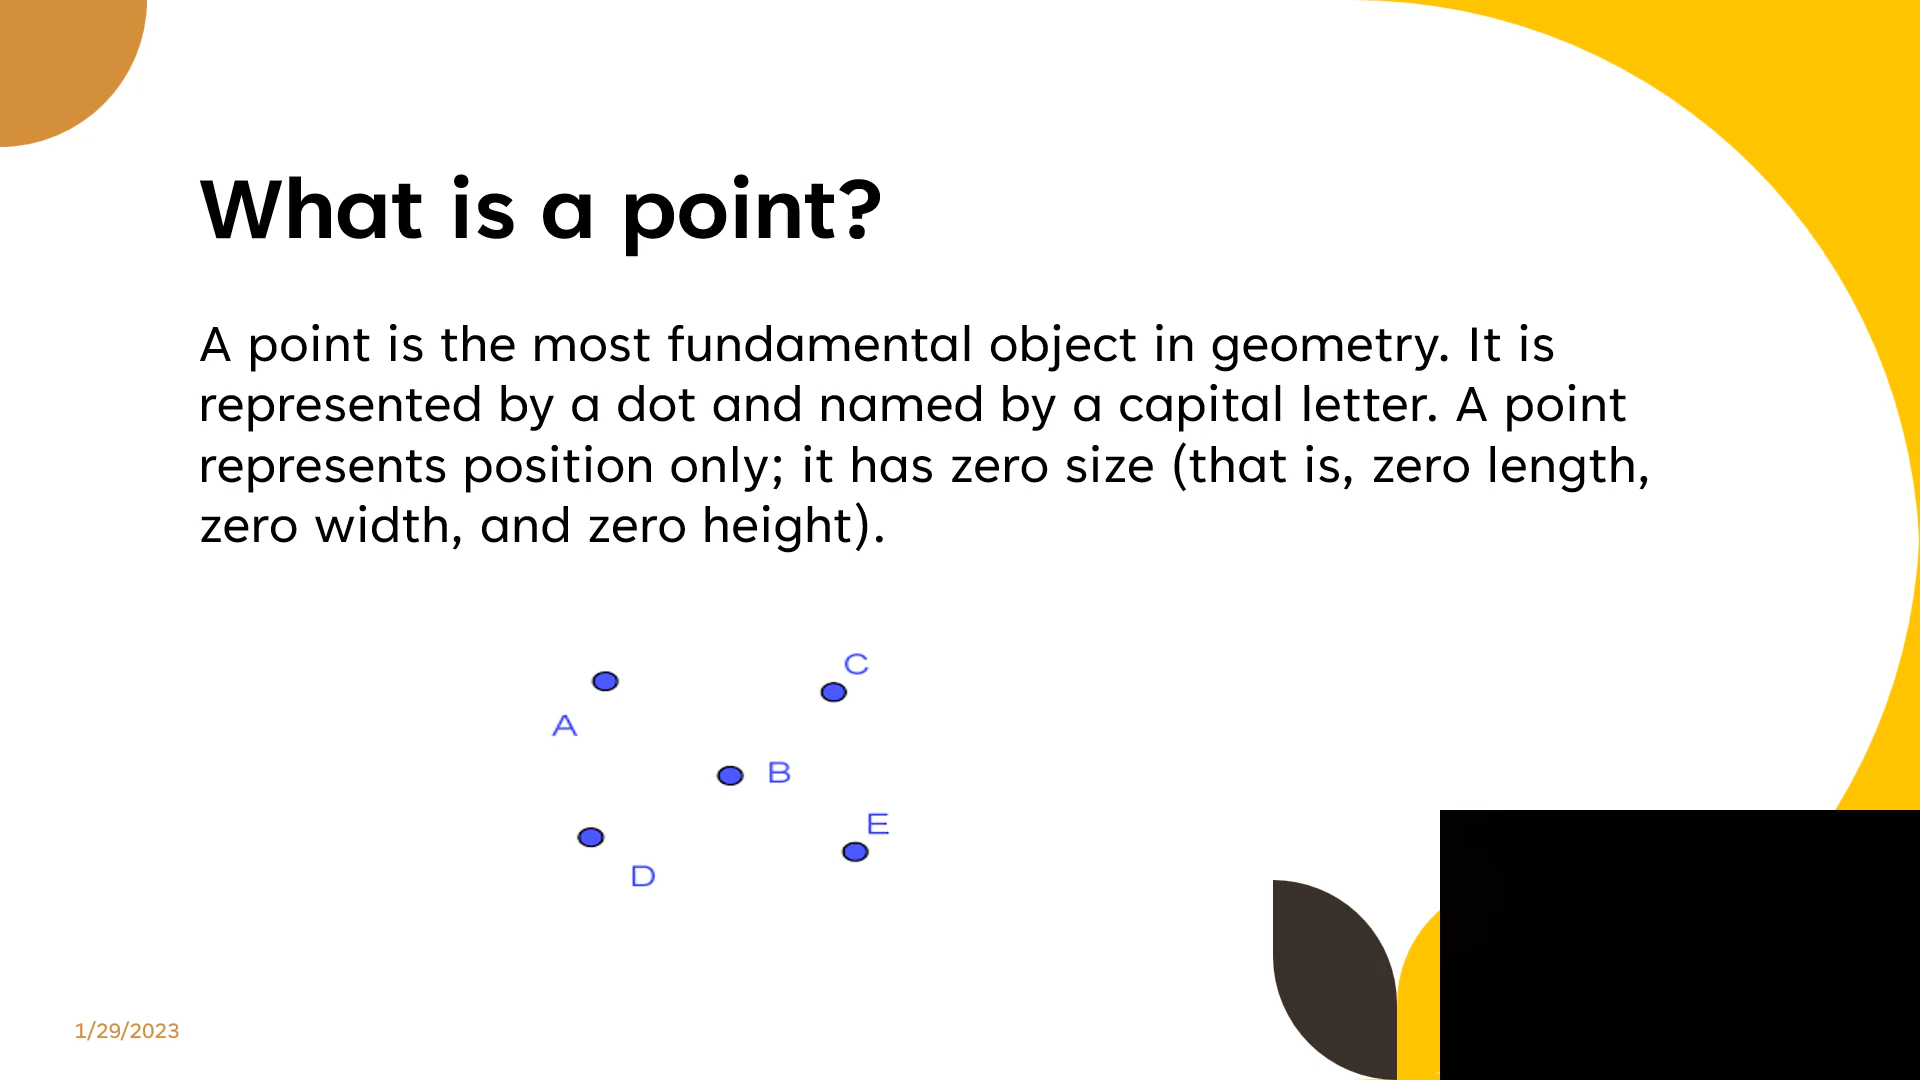 What is a point?
A point is the most fundamental object in geometry. It is
represented by a dot and named by a capital letter. A point
represents position only; it has zero size (that is, zero length,
zero width, and zero height).
C
A
B
E
D
1/29/2023